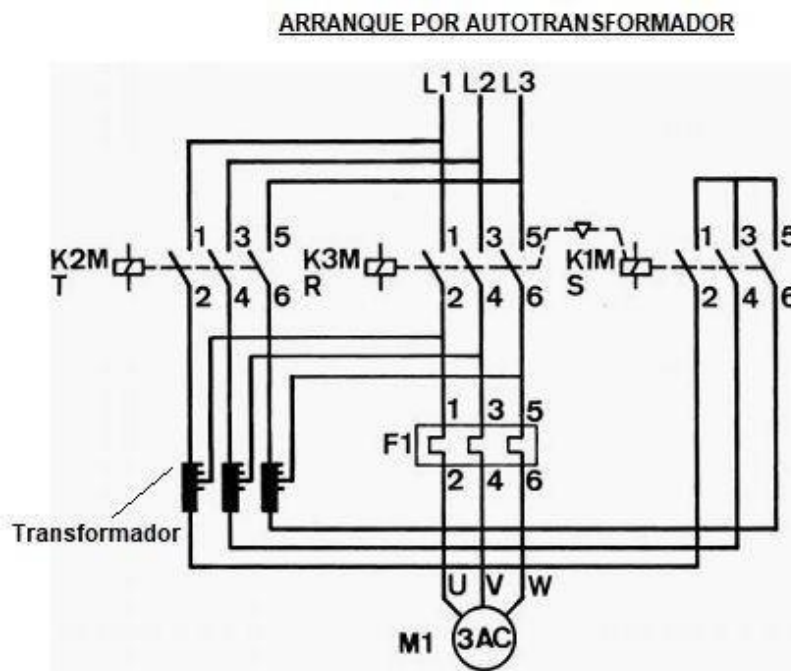 ARRANQUE POR AUTOTRANSFORMADOR
L1 L2 L3
1 3 5
K2M
T
2 4 6
1 3 5
K3M
R
2 4 6
1 3 5
K1M
S
2 4 6
1 3 5
F1
2 4 6
Transformador
U V W
M1 3AC